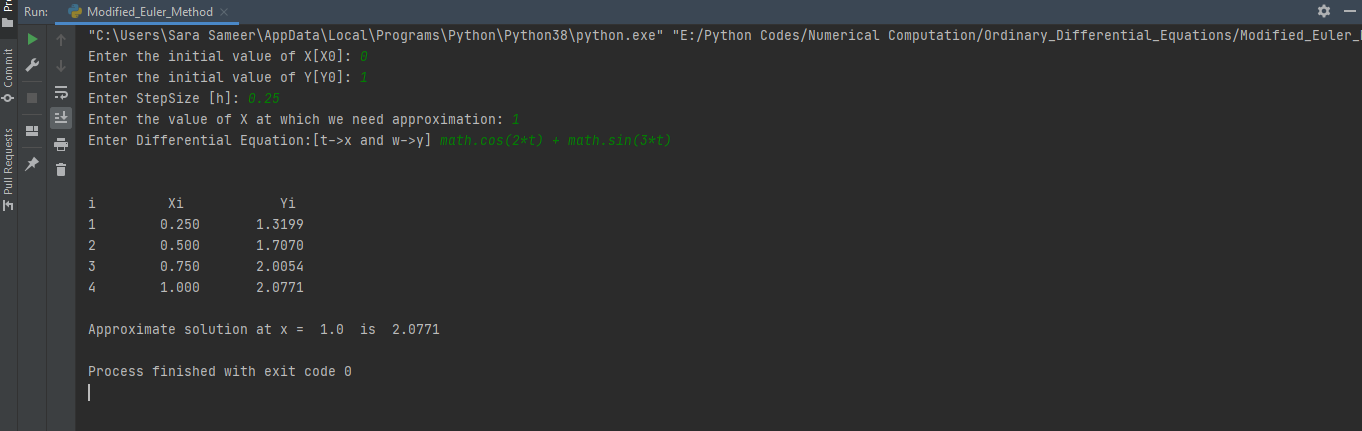 Run: Modified_Euler_Method
"C:\Users\Sara Sameer\AppData\Local\Programs\Python\Python38\python.exe" "E:/Python Codes/Numerical Computation/Ordinary_Differential_Equations/Modified_Euler_
Enter the initial value of X[X0]: 0
Enter the initial value of Y[Y0]: 1
Enter StepSize [h]: 0.25
Enter the value of X at which we need approximation: 1
Enter Differential Equation:[t->x and w->y] math.cos(2*t) + math.sin(3*t)
i Xi Yi
1 0.250 1.3199
2 0.500 1.7070
3 0.750 2.0054
4 1.000 2.0771
Approximate solution at x =  1.0  is  2.0771
Process finished with exit code 0
Commit
Pull Requests